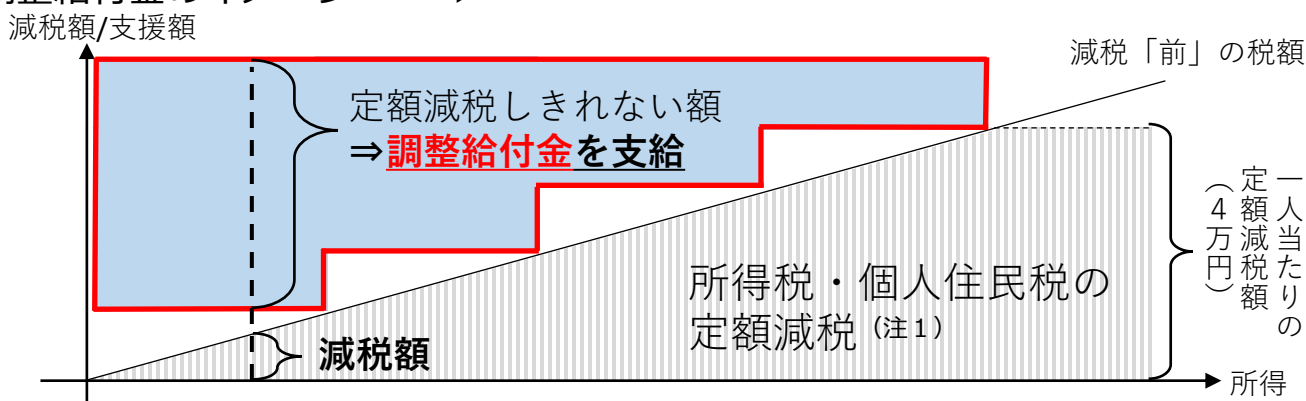 減税額/支援額
減税「前」の税額
定額減税しきれない額
⇒調整給付金を支給
一人当たりの
定額減税額
(4万円)
所得税・個人住民税の
定額減税(注1)
減税額
所得